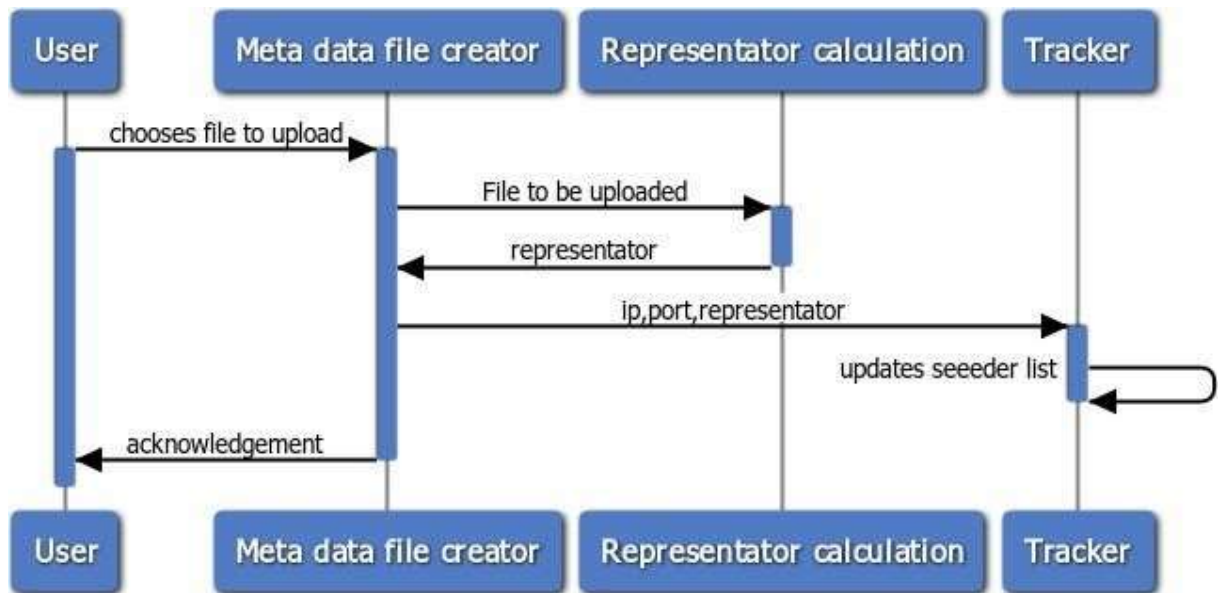 User
Meta data file creator
Representator calculation
Tracker
chooses file to upload
File to be uploaded
representator
ip,port,representator
updates seeeder list
acknowledgement
User
Meta data file creator
Representator calculation
Tracker